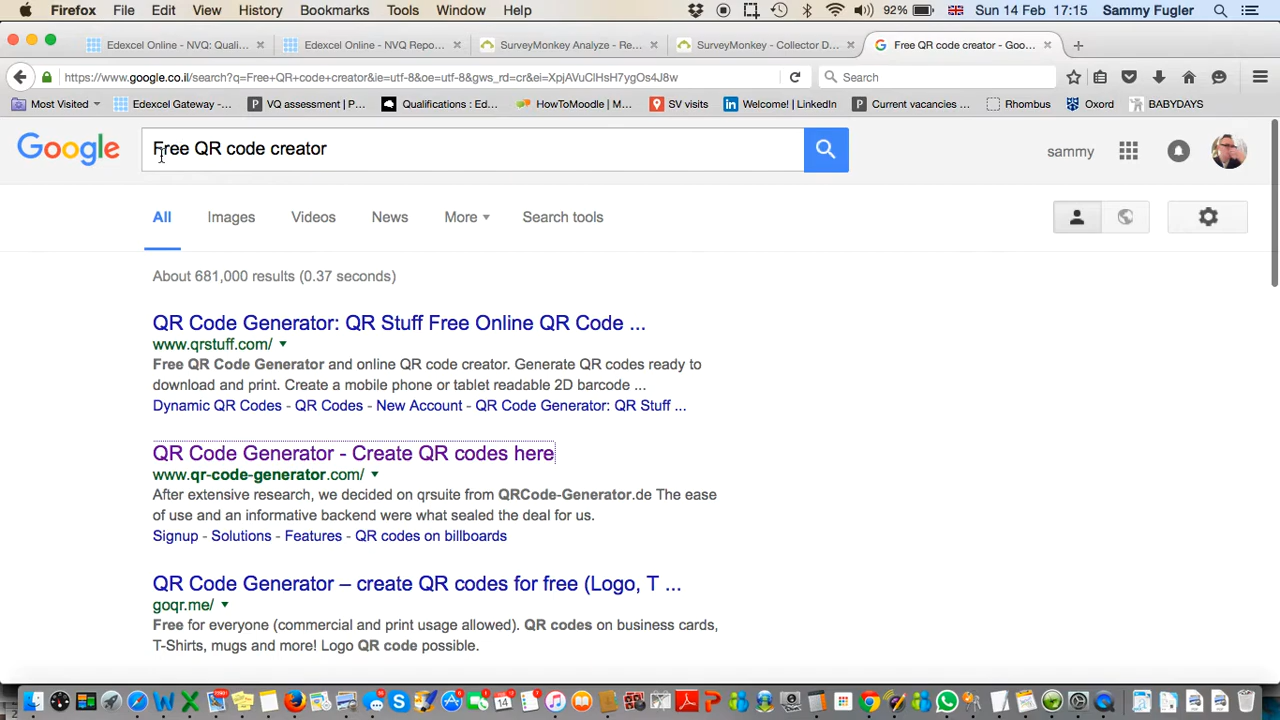 Firefox File Edit View History Bookmarks Tools Window Help 92% Sun 14 Feb 17:15 Sammy Fugler
Edexcel Online - NVQ: Quali... Edexcel Online - NVQ Repo... SurveyMonkey Analyze - Re... SurveyMonkey - Collector D... Free QR code creator - Goo...
https://www.google.co.il/search?q=Free+QR+code+creator&ie=utf-8&oe=utf-8&gws_rd=cr&ei=XpjAVuClHsH7ygOs4J8w Search
Most Visited Edexcel Gateway -... VQ assessment | P... Qualifications : Ed... HowToMoodle | M... SV visits Welcome! | LinkedIn Current vacancies ... Rhombus Oxord BABYDAYS
Google Free QR code creator sammy
All Images Videos News More Search tools
About 681,000 results (0.37 seconds)
QR Code Generator: QR Stuff Free Online QR Code ...
www.qrstuff.com/
Free QR Code Generator and online QR code creator. Generate QR codes ready to
download and print. Create a mobile phone or tablet readable 2D barcode ...
Dynamic QR Codes - QR Codes - New Account - QR Code Generator: QR Stuff ...
QR Code Generator - Create QR codes here
www.qr-code-generator.com/
After extensive research, we decided on qrsuite from QRCode-Generator.de The ease
of use and an informative backend were what sealed the deal for us.
Signup - Solutions - Features - QR codes on billboards
QR Code Generator – create QR codes for free (Logo, T ...
goqr.me/
Free for everyone (commercial and print usage allowed). QR codes on business cards,
T-Shirts, mugs and more! Logo QR code possible.